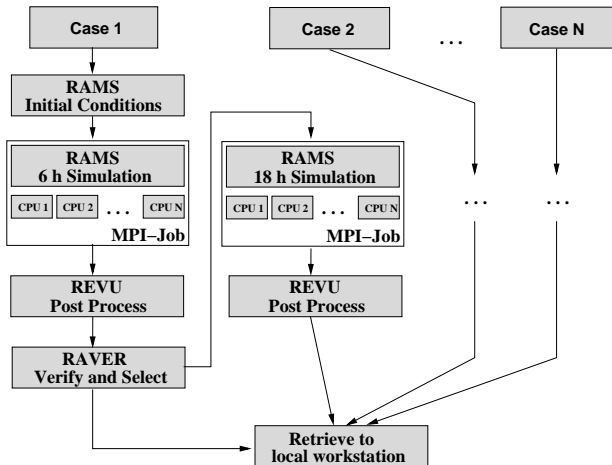 Case 1
Case 2
. . .
Case N
RAMS
Initial Conditions
RAMS
6 h Simulation
CPU 1 CPU 2 . . . CPU N
MPI–Job
RAMS
18 h Simulation
CPU 1 CPU 2 . . . CPU N
MPI–Job
. . .
. . .
REVU
Post Process
REVU
Post Process
RAVER
Verify and Select
Retrieve to
local workstation